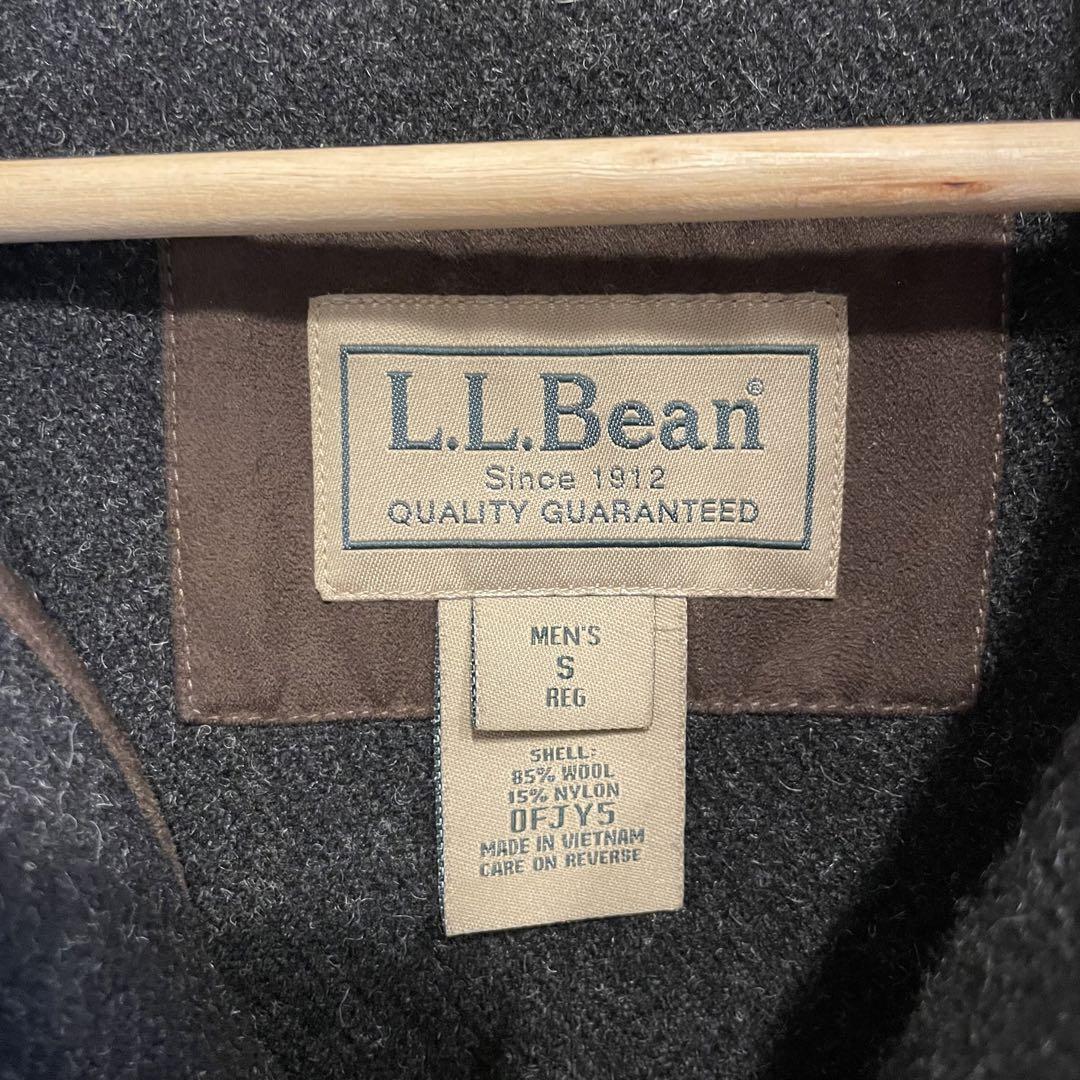 L.L.Bean®
Since 1912
QUALITY GUARANTEED
MEN'S
S
REG
SHELL:
85% WOOL
15% NYLON
0FJY5
MADE IN VIETNAM
CARE ON REVERSE